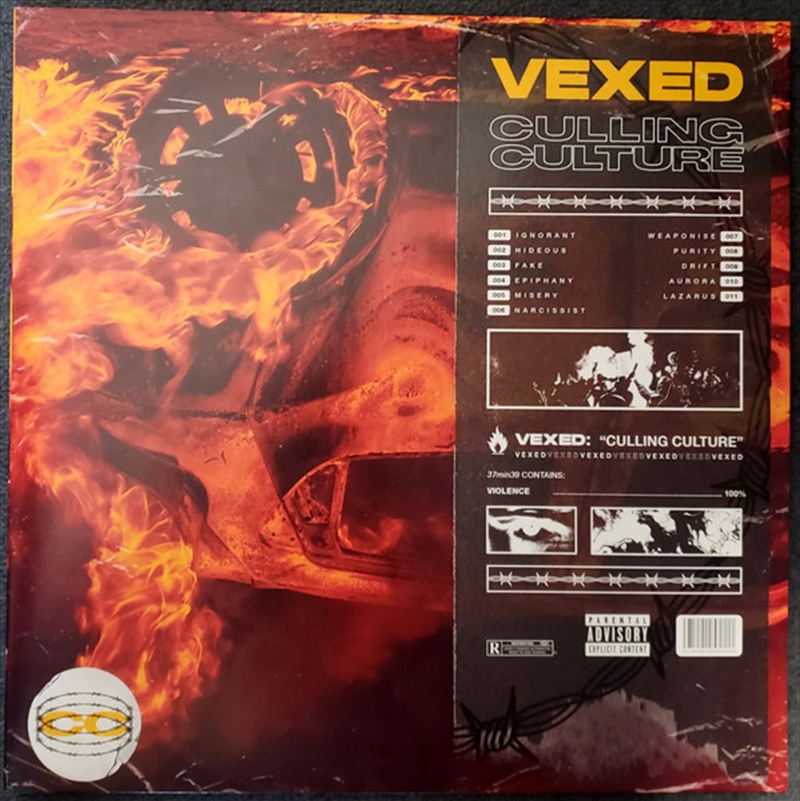 VEXED
CULLING
CULTURE
001 IGNORANT
002 HIDEOUS
003 FAKE
004 EPIPHANY
005 MISERY
006 NARCISSIST
WEAPONISE 007
PURITY 008
DRIFT 009
AURORA 010
LAZARUS 011
VEXED: “CULLING CULTURE”
VEXEDVEXEDVEXEDVEXEDVEXEDVEXEDVEXED
37min39 CONTAINS:
VIOLENCE ........ 100%
R
RESTRICTED
PARENTAL
ADVISORY
EXPLICIT CONTENT
CC